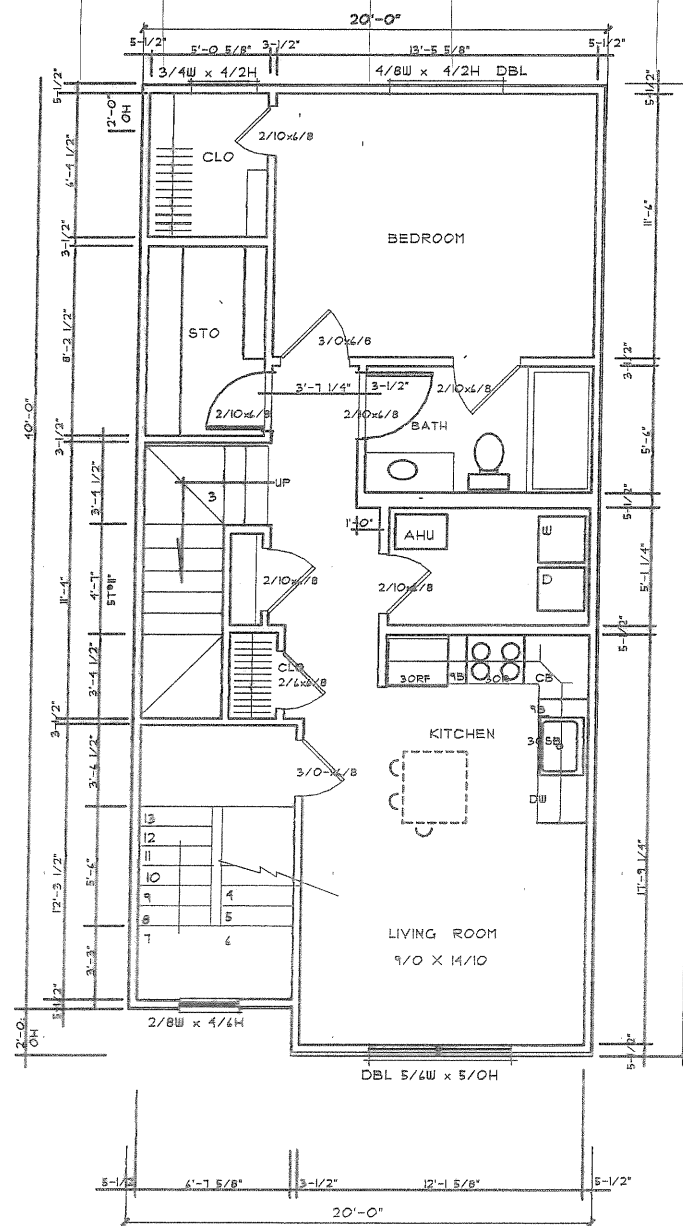 20'-0"
5-1/2"
5'-0 5/8"
3-1/2"
13'-5 5/8"
5-1/2"
3/4W x 4/2H
4/8W x 4/2H DBL
5-1/2"
5-1/2"
2'-0"
OH
2/10x6/8
CLO
6'-4 1/2"
11'-6"
BEDROOM
3-1/2"
STO
3/0x6/8
8'-2 1/2"
3-1/2"
3'-7 1/4"
3-1/2"
2/10x6/8
40'-0"
2/10x6/8
2/10x6/8
BATH
5'-6"
3-1/2"
UP
3
3'-4 1/2"
5-1/2"
1'-0"
AHU
W
2/10x6/8
2/10x6/8
D
11'-4"
4'-7"
5'-1 1/4"
5-1/2"
CLO
2/6x6/8
30RF
9B
CB
3'-4 1/2"
9B
3-1/2"
KITCHEN
30SB
3/0x6/8
3'-6 1/2"
DW
13
12
11
10
9
8
7
4
5
6
12'-3 1/2"
5'-6"
17'-9 1/4"
LIVING ROOM
9/0 X 14/10
3'-3"
5-1/2"
2/8W x 4/6H
2'-0"
OH
5-1/2"
DBL 5/6W x 5/0H
5-1/2
6'-7 5/8"
3-1/2"
12'-1 5/8"
5-1/2"
20'-0"